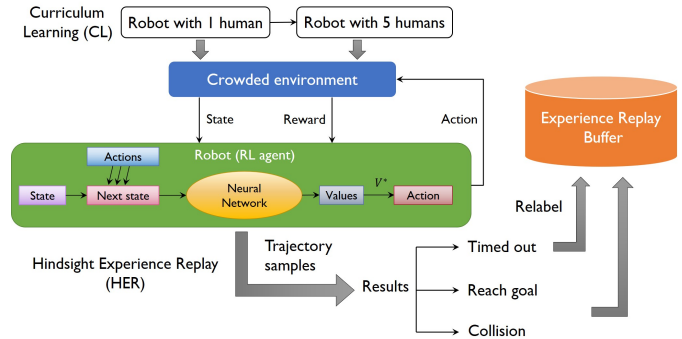 Curriculum
Learning (CL)
Robot with 1 human
Robot with 5 humans
Crowded environment
State
Reward
Action
Robot (RL agent)
Actions
State
Next state
Neural
Network
Values
V*
Action
Experience Replay
Buffer
Relabel
Hindsight Experience Replay
(HER)
Trajectory
samples
Results
Timed out
Reach goal
Collision